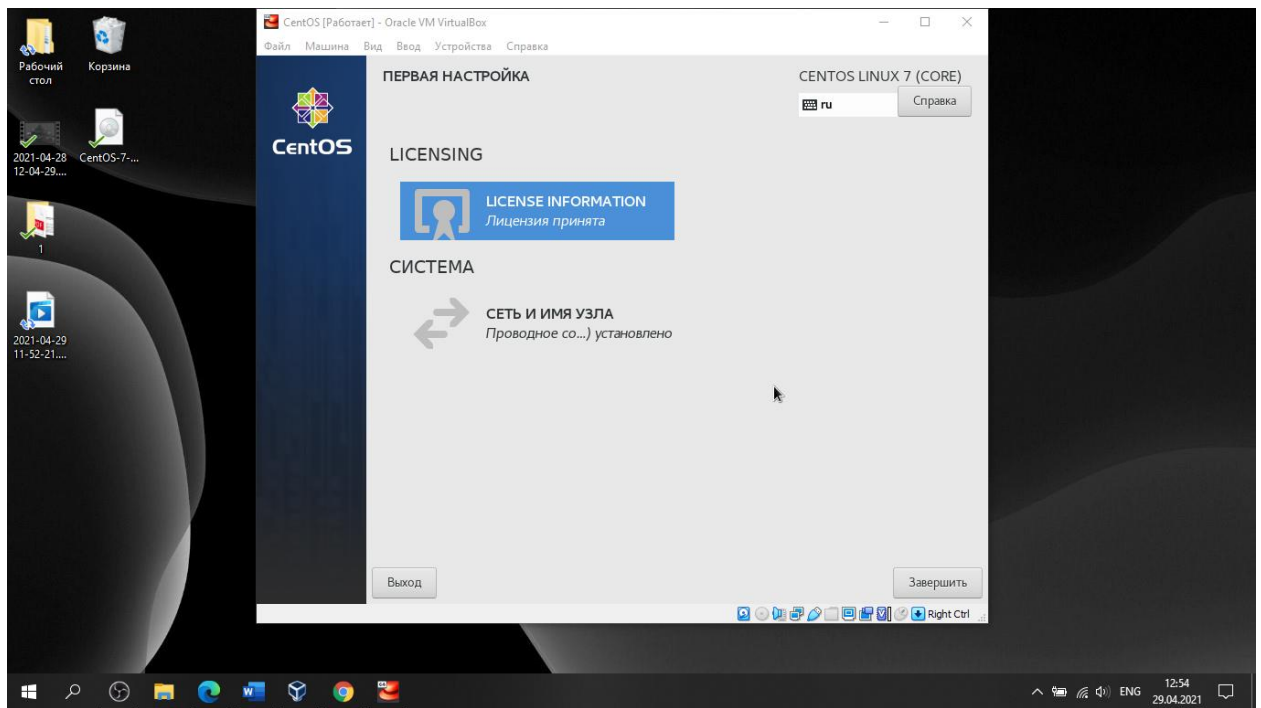 Рабочий
стол
Корзина
2021-04-28
12-04-29....
CentOS-7-...
1
2021-04-29
11-52-21....
CentOS [Работает] - Oracle VM VirtualBox
Файл Машина Вид Ввод Устройства Справка
CentOS
ПЕРВАЯ НАСТРОЙКА
CENTOS LINUX 7 (CORE)
ru
Справка
LICENSING
LICENSE INFORMATION
Лицензия принята
СИСТЕМА
СЕТЬ И ИМЯ УЗЛА
Проводное со...) установлено
Выход
Завершить
Right Ctrl
ENG
12:54
29.04.2021